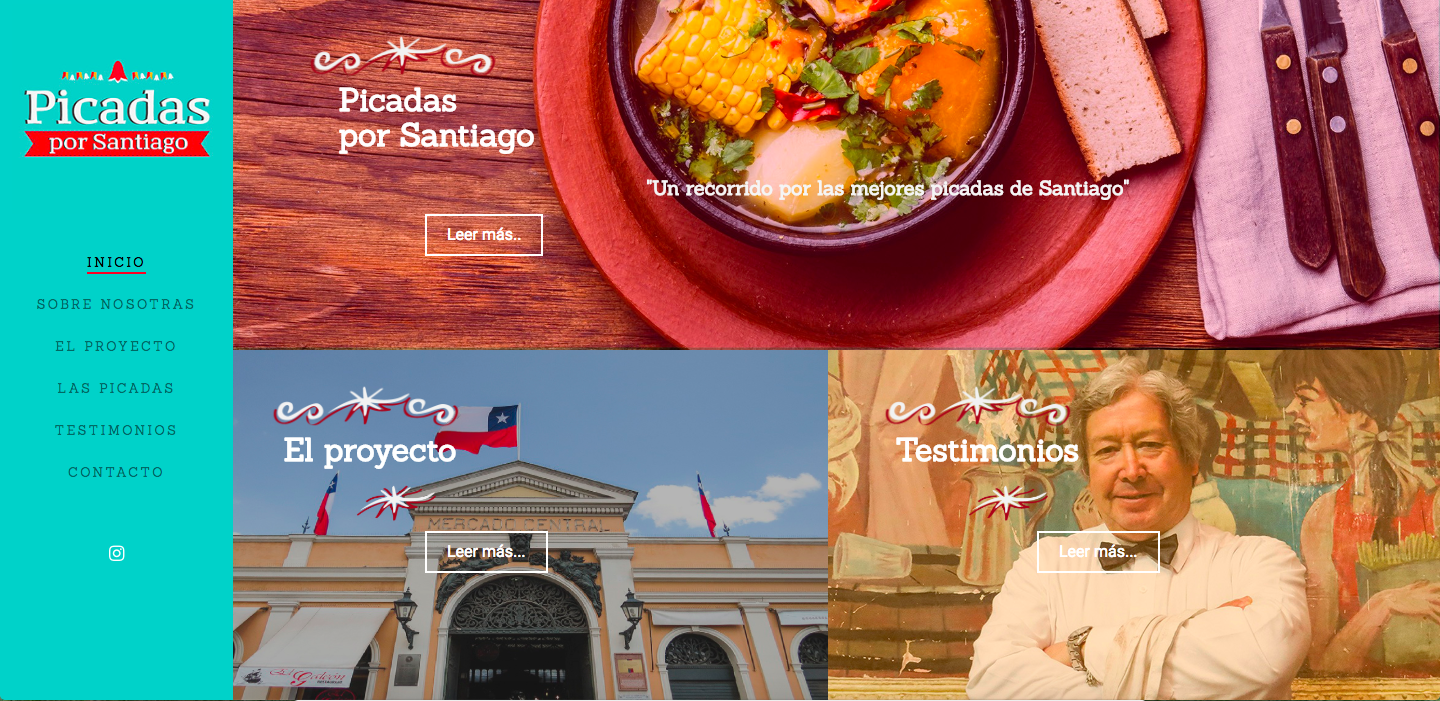 Picadas
por Santiago
INICIO
SOBRE NOSOTRAS
EL PROYECTO
LAS PICADAS
TESTIMONIOS
CONTACTO
Picadas
por Santiago
"Un recorrido por las mejores picadas de Santiago"
Leer más..
El proyecto
MERCADO CENTRAL
Leer más...
Galeón
Testimonios
Leer más...